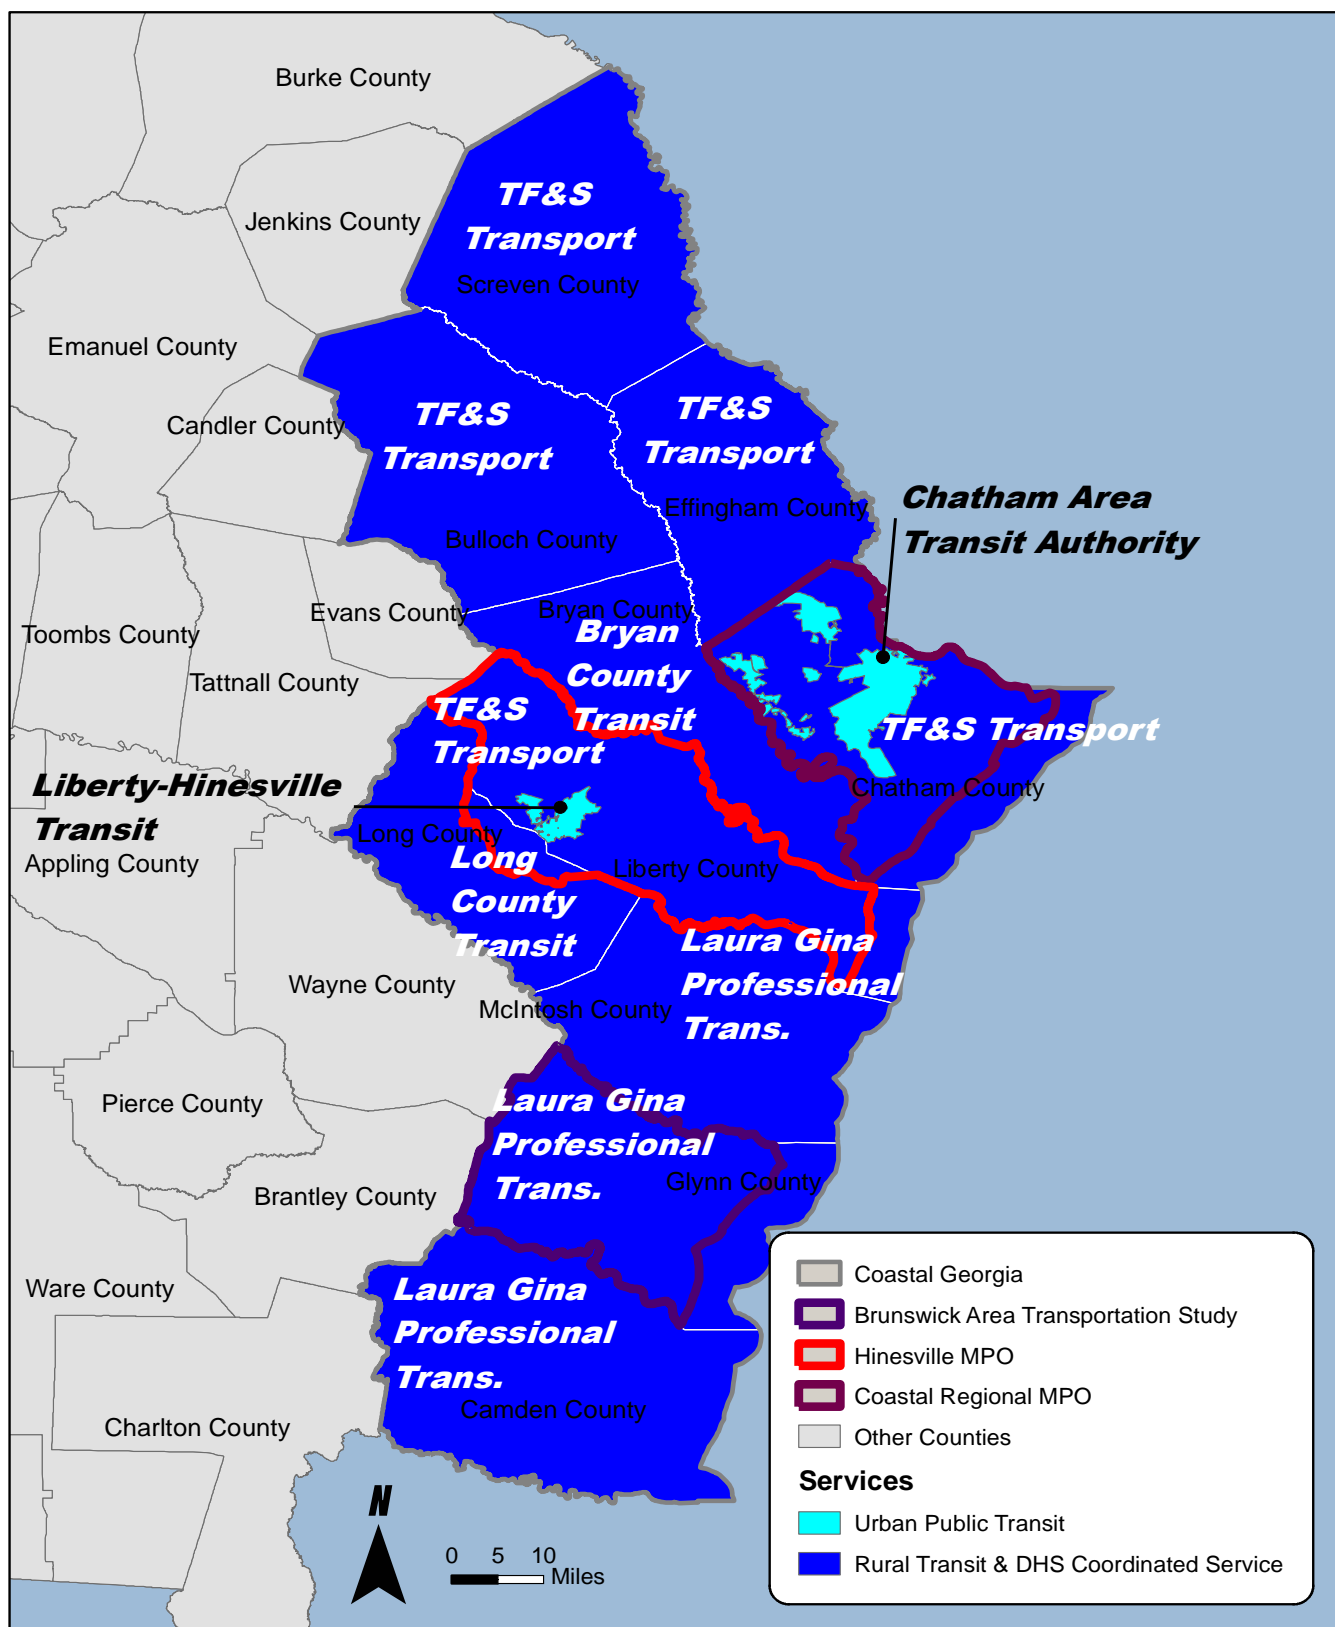 Burke County
TF&S
Transport
Jenkins County
Screven County
Emanuel County
TF&S
Transport
Candler County
TF&S
Transport
Effingham County
Chatham Area
Transit Authority
Bulloch County
Evans County
Bryan County
Toombs County
Bryan
County
Transit
Tattnall County
TF&S
Transport
TF&S Transport
Chatham County
Liberty-Hinesville
Transit
Long County
Appling County
Long
County
Transit
Liberty County
Laura Gina
Professional
Trans.
Wayne County
McIntosh County
Pierce County
Laura Gina
Professional
Trans.
Glynn County
Brantley County
Ware County
Laura Gina
Professional
Trans.
Camden County
Charlton County
N
0 5 10
Miles
Coastal Georgia
Brunswick Area Transportation Study
Hinesville MPO
Coastal Regional MPO
Other Counties
Services
Urban Public Transit
Rural Transit & DHS Coordinated Service